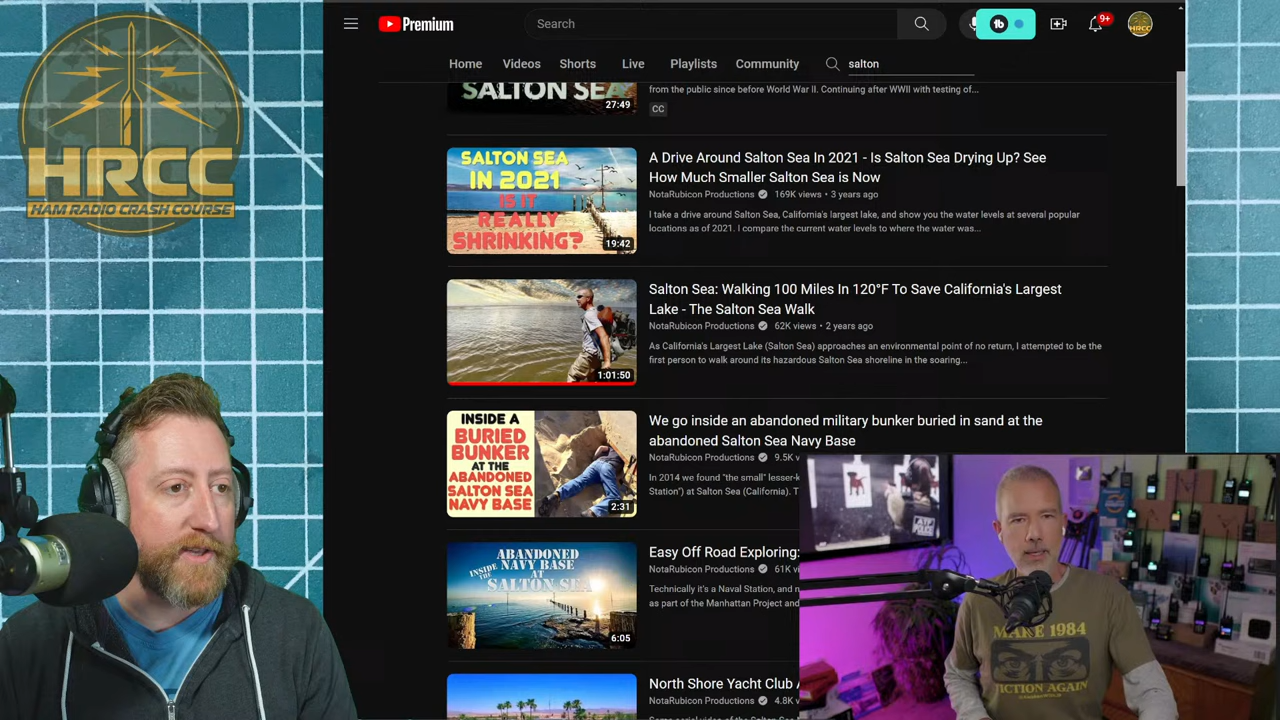 HRCC
HAM RADIO CRASH COURSE
Premium
Search
9+
HRCC
Home
Videos
Shorts
Live
Playlists
Community
salton
SALTON SEA
27:49
from the public since before World War II. Continuing after WWII with testing of...
CC
SALTON SEA
IN 2021
IS IT
REALLY
SHRINKING?
19:42
A Drive Around Salton Sea In 2021 - Is Salton Sea Drying Up? See
How Much Smaller Salton Sea is Now
NotaRubicon Productions
169K views • 3 years ago
I take a drive around Salton Sea, California's largest lake, and show you the water levels at several popular
locations as of 2021. I compare the current water levels to where the water was...
1:01:50
Salton Sea: Walking 100 Miles In 120°F To Save California's Largest
Lake - The Salton Sea Walk
NotaRubicon Productions
62K views • 2 years ago
As California's Largest Lake (Salton Sea) approaches an environmental point of no return, I attempted to be the
first person to walk around its hazardous Salton Sea shoreline in the soaring...
INSIDE A
BURIED
BUNKER
AT THE
ABANDONED
SALTON SEA
NAVY BASE
2:31
We go inside an abandoned military bunker buried in sand at the
abandoned Salton Sea Navy Base
NotaRubicon Productions
9.5K
In 2014 we found "the small" lesser-k
Station") at Salton Sea (California). T
ABANDONED
INSIDE THE NAVY BASE
AT
SALTON SEA
6:05
Easy Off Road Exploring:
NotaRubicon Productions
61K
Technically it's a Naval Station, and n
as part of the Manhattan Project and
North Shore Yacht Club
NotaRubicon Productions
4.8K
ATF
POLICE
MAKE 1984
FICTION AGAIN